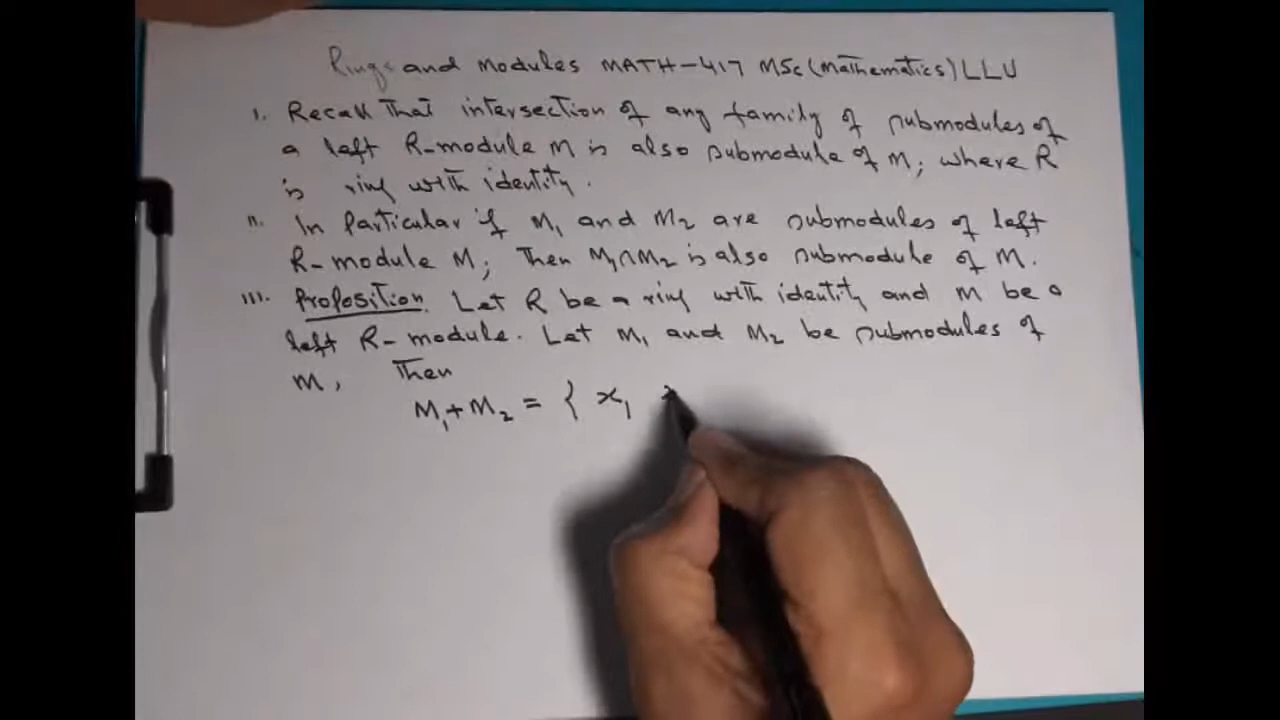 Rings and Modules MATH-417 MSc (Mathematics) LLU
i. Recall That intersection of any family of submodules of
a left R-module M is also submodule of M; where R
is ring with identity.
ii. In Particular if M₁ and M₂ are submodules of left
R-module M; Then M₁∩M₂ is also submodule of M.
iii. Proposition. Let R be a ring with identity and M be a
left R-module. Let M₁ and M₂ be submodules of
M, Then
M₁+M₂ = { x₁